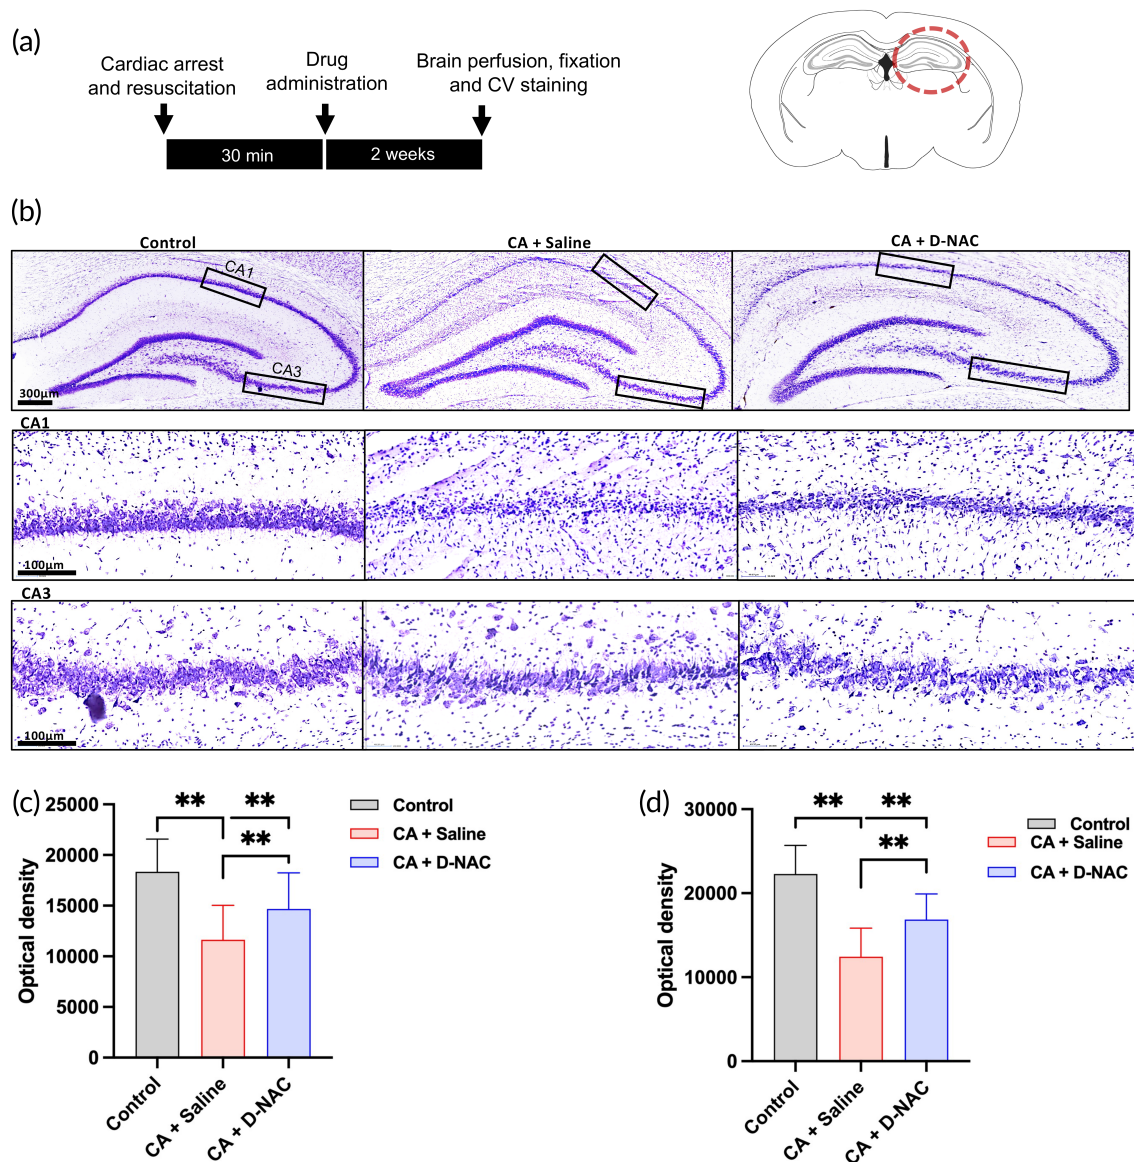 (a)
Cardiac arrest
and resuscitation
Drug
administration
Brain perfusion, fixation
and CV staining
30 min
2 weeks
(b)
Control
CA + Saline
CA + D-NAC
CA1
CA3
300μm
CA1
100μm
CA3
100μm
(c)
25000
20000
15000
10000
5000
0
Optical density
** **
**
Control
CA + Saline
CA + D-NAC
Control
CA + Saline
CA + D-NAC
(d)
30000
20000
10000
0
Optical density
** **
**
Control
CA + Saline
CA + D-NAC
Control
CA + Saline
CA + D-NAC